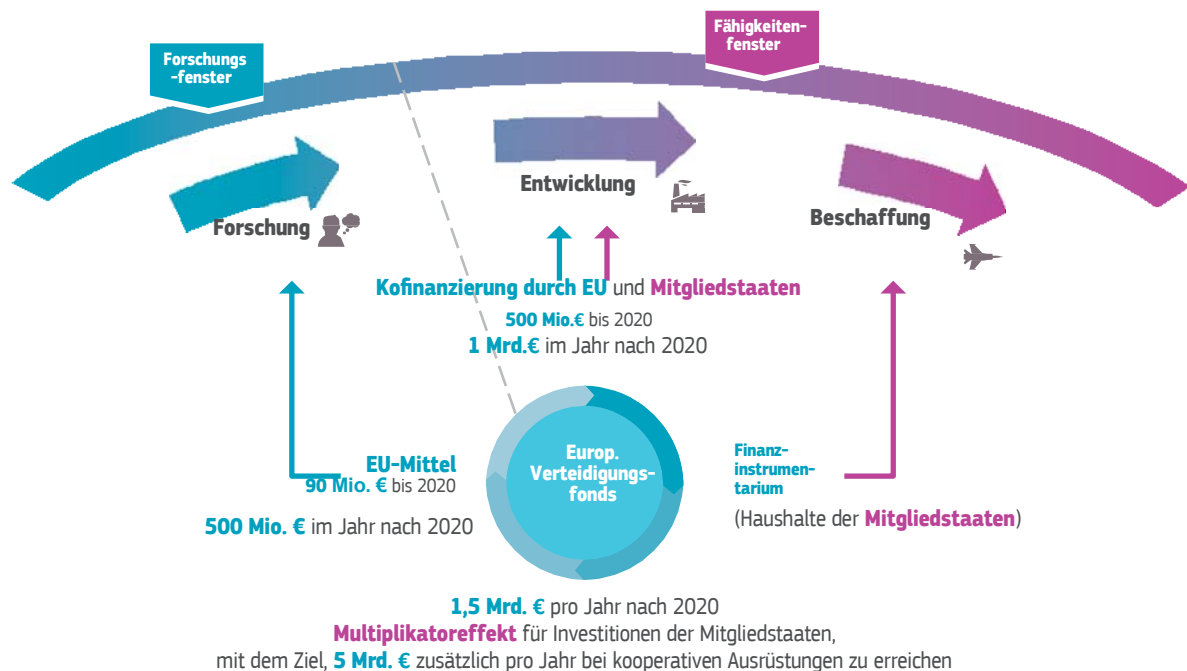 Forschungs
-fenster
Fähigkeiten-
fenster
Forschung
Entwicklung
Beschaffung
Kofinanzierung durch EU und Mitgliedstaaten
500 Mio.€ bis 2020
1 Mrd.€ im Jahr nach 2020
EU-Mittel
90 Mio. € bis 2020
500 Mio. € im Jahr nach 2020
Europ.
Verteidigungs-
fonds
Finanz-
instrumen-
tarium
(Haushalte der Mitgliedstaaten)
1,5 Mrd. € pro Jahr nach 2020
Multiplikatoreffekt für Investitionen der Mitgliedstaaten,
mit dem Ziel, 5 Mrd. € zusätzlich pro Jahr bei kooperativen Ausrüstungen zu erreichen